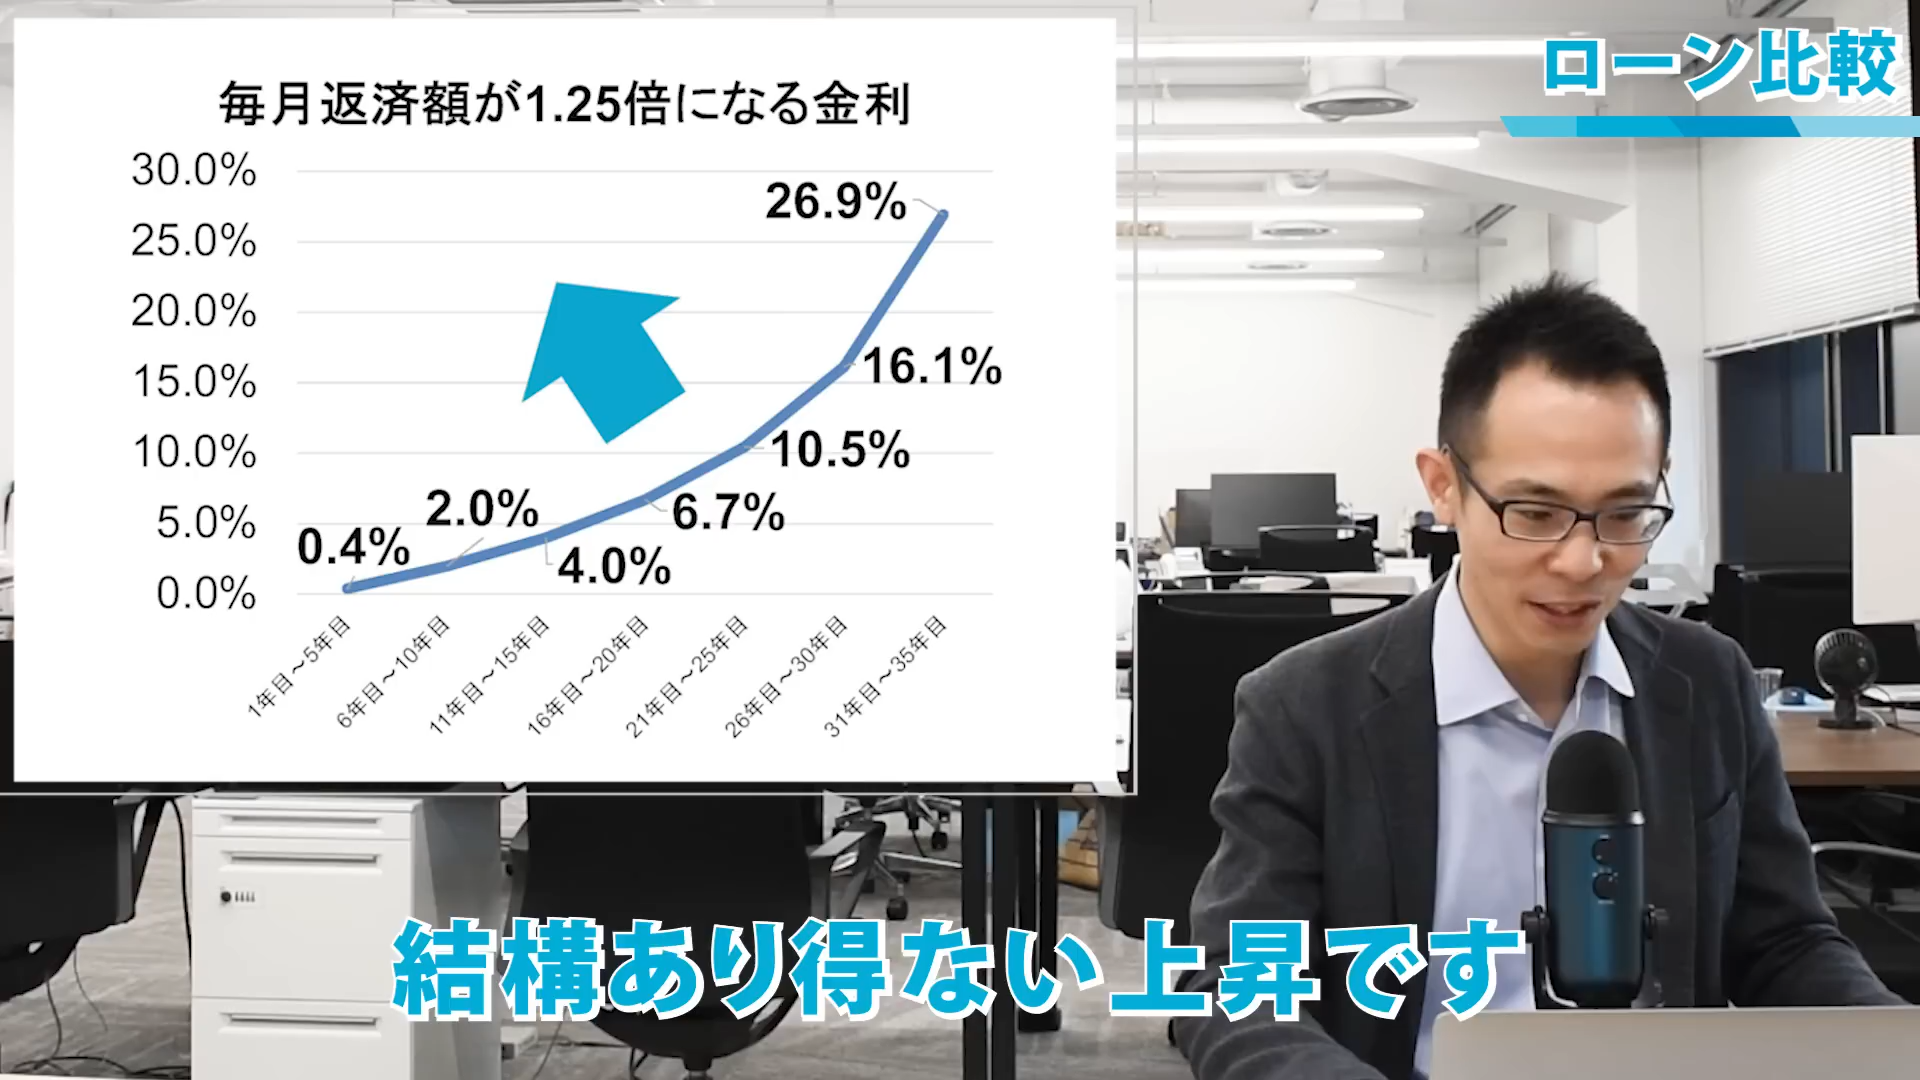 ローン比較
毎月返済額が1.25倍になる金利
30.0%
25.0%
20.0%
15.0%
10.0%
5.0%
0.0%
0.4%
2.0%
4.0%
6.7%
10.5%
16.1%
26.9%
1年目～5年目
6年目～10年目
11年目～15年目
16年目～20年目
21年目～25年目
26年目～30年目
31年目～35年目
結構あり得ない上昇です